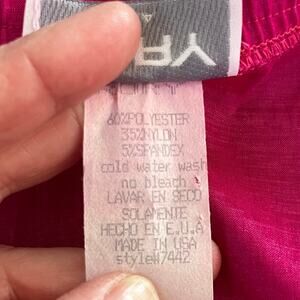 60%POLYESTER
35%NYLON
5%SPANDEX
cold water wash
no bleach
LAVAR EN SECO
SOLAMENTE
HECHO EN E.U.A
MADE IN USA
style#7442